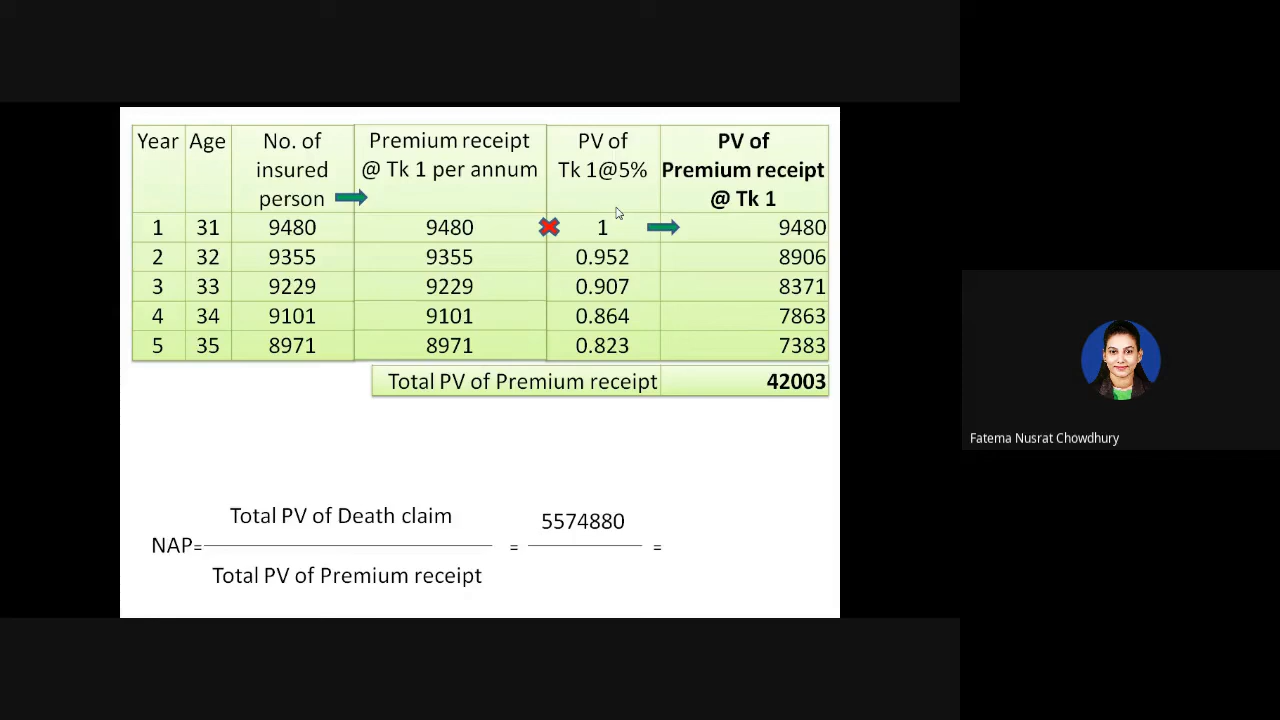 Year Age No. of insured person Premium receipt @ Tk 1 per annum PV of Tk 1@5% PV of Premium receipt @ Tk 1
1 31 9480 9480 1 9480
2 32 9355 9355 0.952 8906
3 33 9229 9229 0.907 8371
4 34 9101 9101 0.864 7863
5 35 8971 8971 0.823 7383
Total PV of Premium receipt 42003
Fatema Nusrat Chowdhury
Total PV of Death claim 5574880
NAP= = =
Total PV of Premium receipt